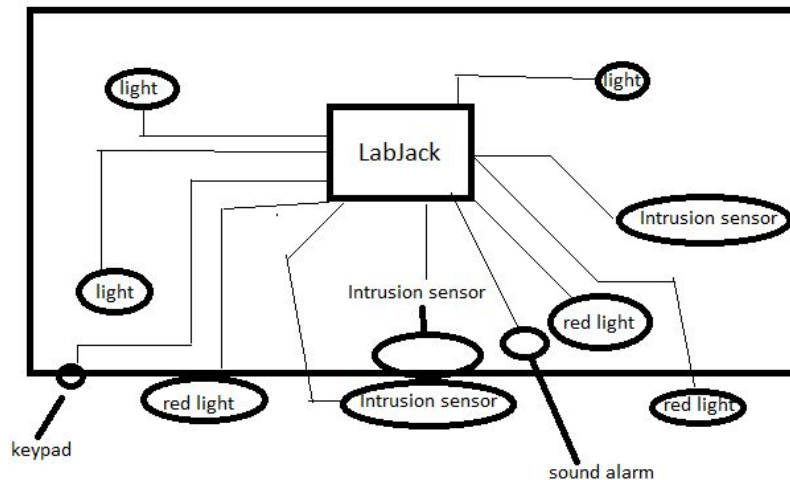 light
light
LabJack
Intrusion sensor
light
Intrusion sensor
red light
red light
Intrusion sensor
red light
keypad
sound alarm